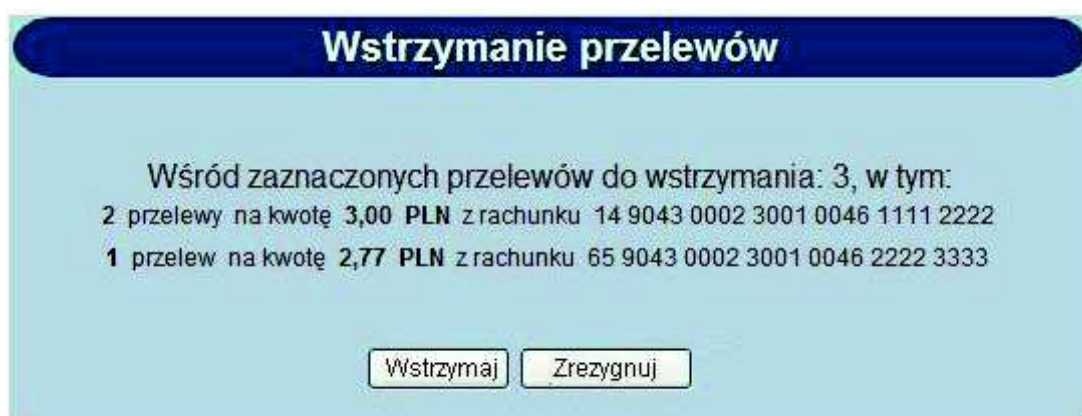 Wstrzymanie przelewów
Wśród zaznaczonych przelewów do wstrzymania: 3, w tym:
2 przelewy na kwotę 3,00 PLN z rachunku 14 9043 0002 3001 0046 1111 2222
1 przelew na kwotę 2,77 PLN z rachunku 65 9043 0002 3001 0046 2222 3333
Wstrzymaj Zrezygnuj